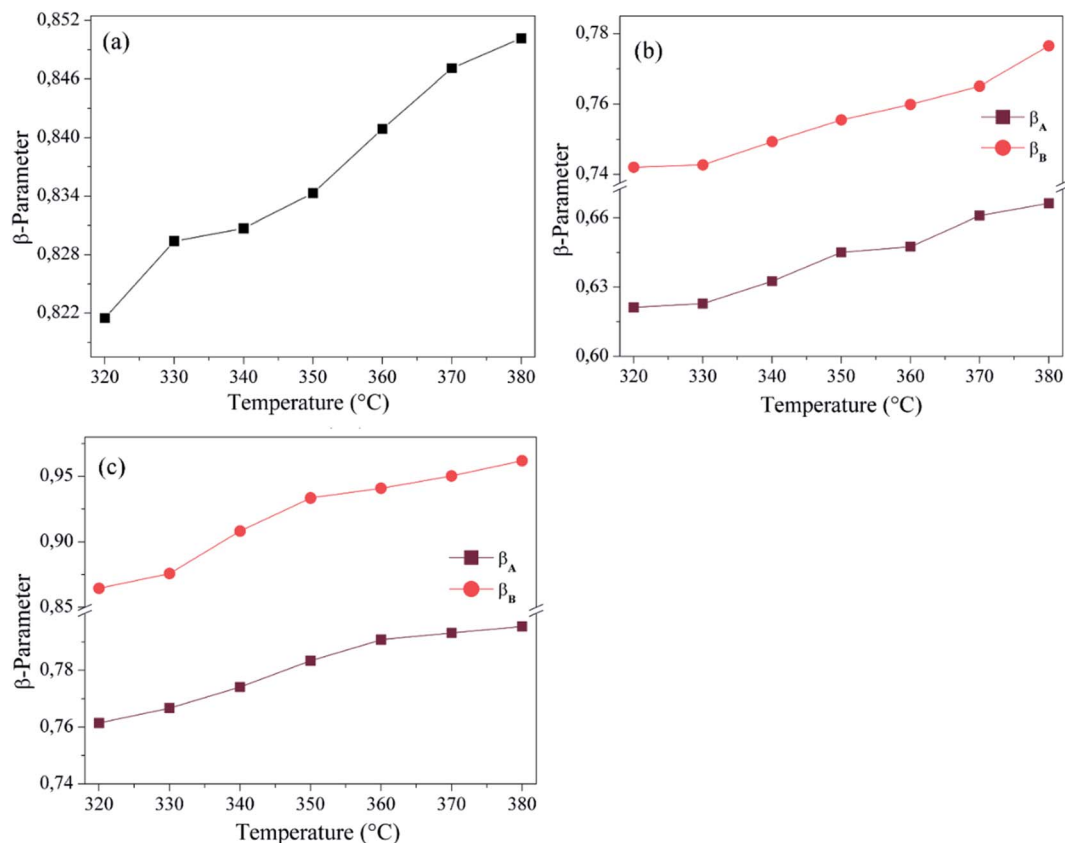 (a)
0,852
0,846
0,840
0,834
0,828
0,822
β-Parameter
320 330 340 350 360 370 380
Temperature (°C)
(b)
0,78
0,76
0,74
0,66
0,63
0,60
β-Parameter
βA
βB
320 330 340 350 360 370 380
Temperature (°C)
(c)
0,95
0,90
0,85
0,78
0,76
0,74
β-Parameter
βA
βB
320 330 340 350 360 370 380
Temperature (°C)